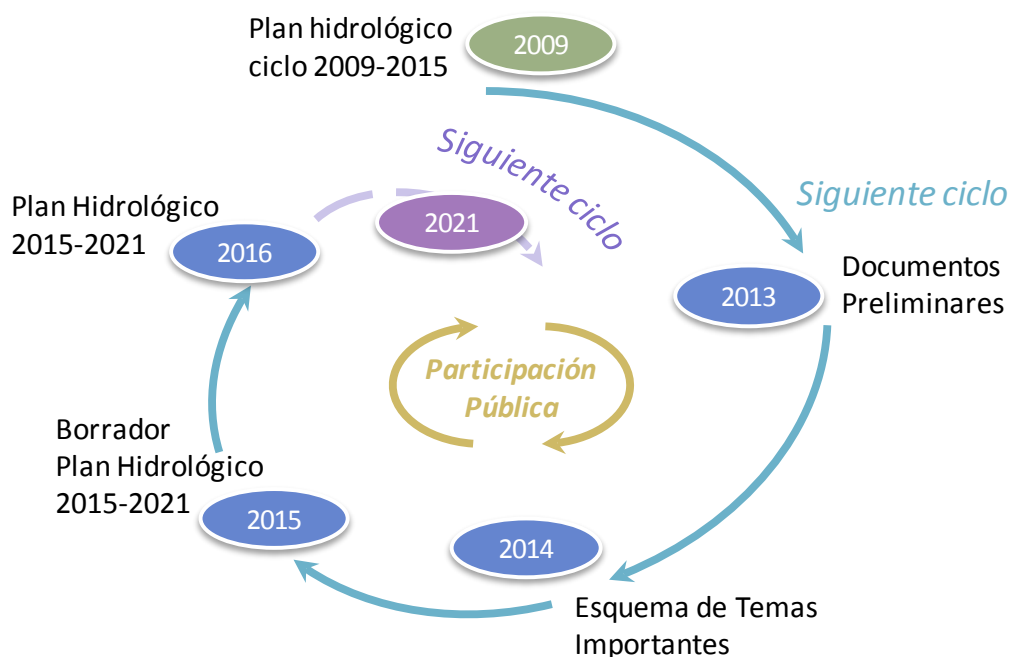 Plan hidrológico
ciclo 2009-2015
2009
Siguiente ciclo
Documentos
Preliminares
2013
Esquema de Temas
Importantes
2014
Borrador
Plan Hidrológico
2015-2021
2015
Plan Hidrológico
2015-2021
2016
Siguiente ciclo
2021
Participación
Pública